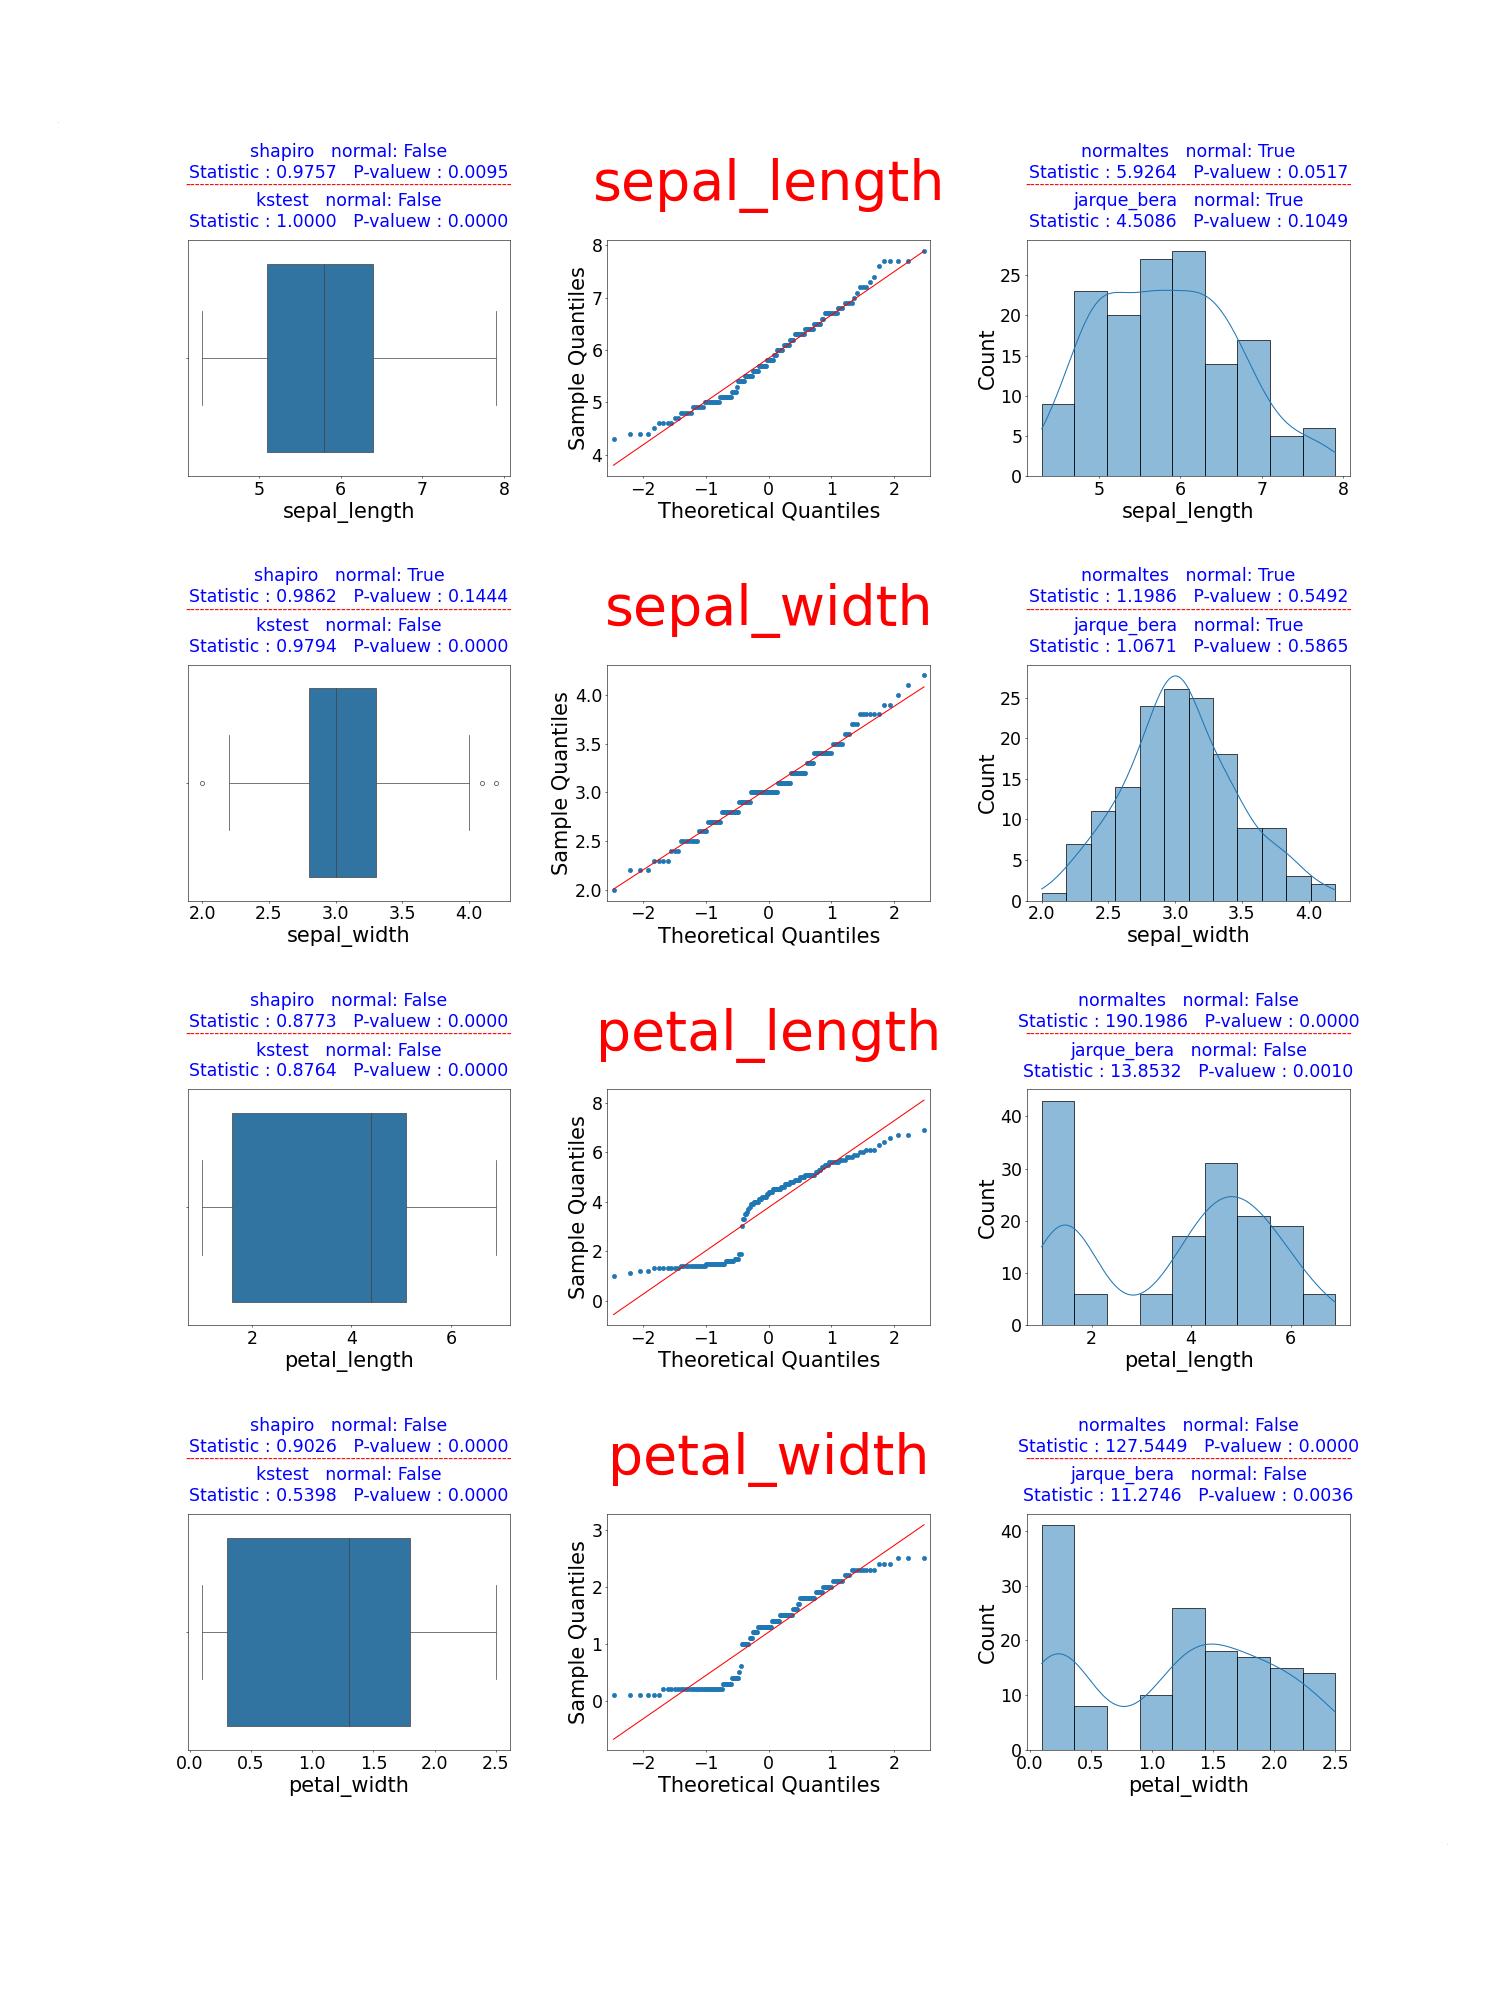 shapiro   normal: False
Statistic : 0.9757   P-valuew : 0.0095
kstest   normal: False
Statistic : 1.0000   P-valuew : 0.0000
sepal_length
normaltes   normal: True
Statistic : 5.9264   P-valuew : 0.0517
jarque_bera   normal: True
Statistic : 4.5086   P-valuew : 0.1049
5 6 7 8
sepal_length
Sample Quantiles
8
7
6
5
4
−2 −1 0 1 2
Theoretical Quantiles
Count
25
20
15
10
5
0
5 6 7 8
sepal_length
shapiro   normal: True
Statistic : 0.9862   P-valuew : 0.1444
kstest   normal: False
Statistic : 0.9794   P-valuew : 0.0000
sepal_width
normaltes   normal: True
Statistic : 1.1986   P-valuew : 0.5492
jarque_bera   normal: True
Statistic : 1.0671   P-valuew : 0.5865
2.0 2.5 3.0 3.5 4.0
sepal_width
Sample Quantiles
4.0
3.5
3.0
2.5
2.0
−2 −1 0 1 2
Theoretical Quantiles
Count
25
20
15
10
5
0
2.0 2.5 3.0 3.5 4.0
sepal_width
shapiro   normal: False
Statistic : 0.8773   P-valuew : 0.0000
kstest   normal: False
Statistic : 0.8764   P-valuew : 0.0000
petal_length
normaltes   normal: False
Statistic : 190.1986   P-valuew : 0.0000
jarque_bera   normal: False
Statistic : 13.8532   P-valuew : 0.0010
2 4 6
petal_length
Sample Quantiles
8
6
4
2
0
−2 −1 0 1 2
Theoretical Quantiles
Count
40
30
20
10
0
2 4 6
petal_length
shapiro   normal: False
Statistic : 0.9026   P-valuew : 0.0000
kstest   normal: False
Statistic : 0.5398   P-valuew : 0.0000
petal_width
normaltes   normal: False
Statistic : 127.5449   P-valuew : 0.0000
jarque_bera   normal: False
Statistic : 11.2746   P-valuew : 0.0036
0.0 0.5 1.0 1.5 2.0 2.5
petal_width
Sample Quantiles
3
2
1
0
−2 −1 0 1 2
Theoretical Quantiles
Count
40
30
20
10
0
0.0 0.5 1.0 1.5 2.0 2.5
petal_width